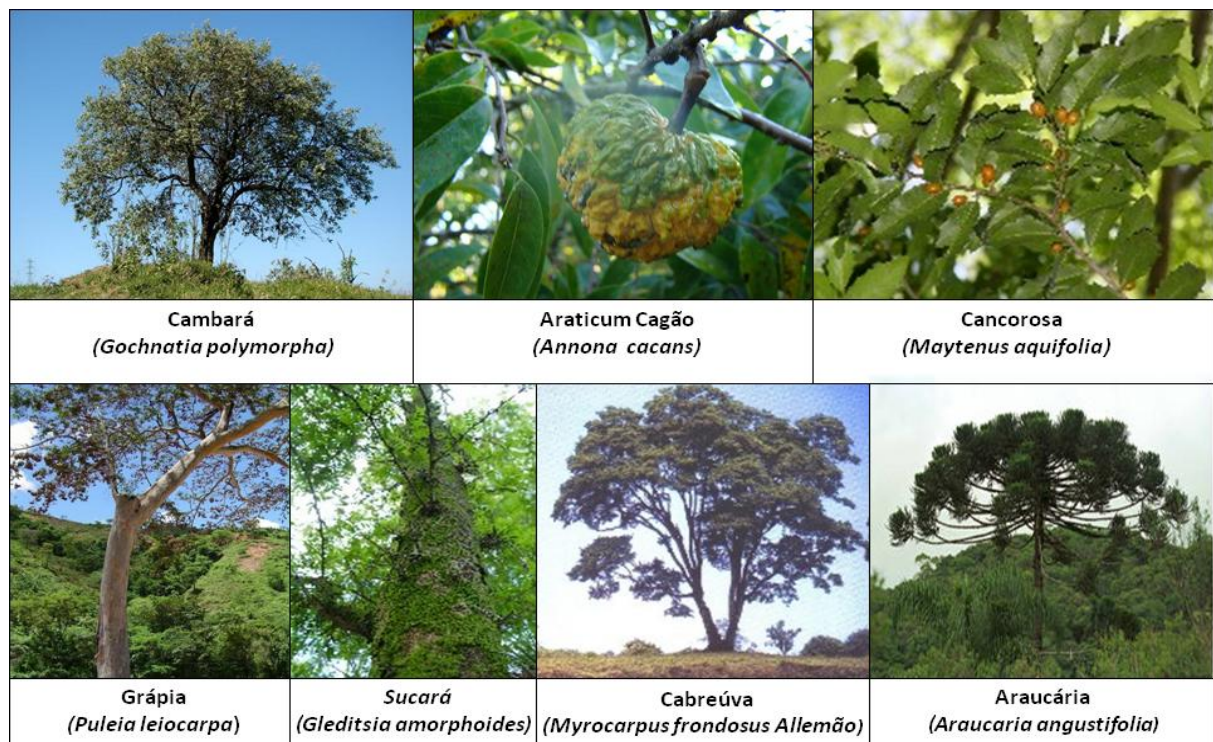 Cambará
(Gochnatia polymorpha)
Araticum Cagão
(Annona cacans)
Cancorosa
(Maytenus aquifolia)
Grápia
(Puleia leiocarpa)
Sucará
(Gleditsia amorphoides)
Cabreúva
(Myrocarpus frondosus Allemão)
Araucária
(Araucaria angustifolia)